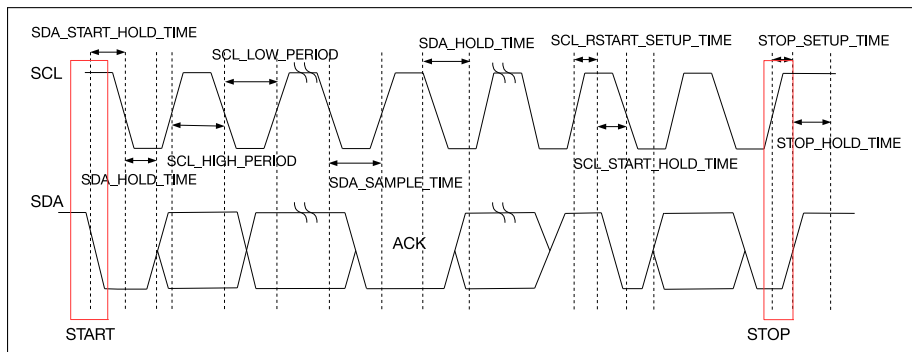 SDA_START_HOLD_TIME
SCL_LOW_PERIOD
SDA_HOLD_TIME
SCL_RSTART_SETUP_TIME
STOP_SETUP_TIME
SCL
SCL_HIGH_PERIOD
SDA_HOLD_TIME
SDA_SAMPLE_TIME
SCL_START_HOLD_TIME
STOP_HOLD_TIME
SDA
ACK
START
STOP